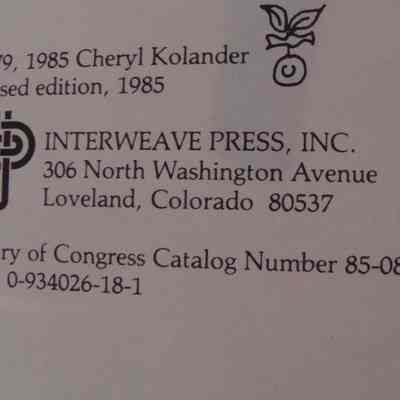 79, 1985 Cheryl Kolander
sed edition, 1985
INTERWEAVE PRESS, INC.
306 North Washington Avenue
Loveland, Colorado 80537
ry of Congress Catalog Number 85-08
0-934026-18-1